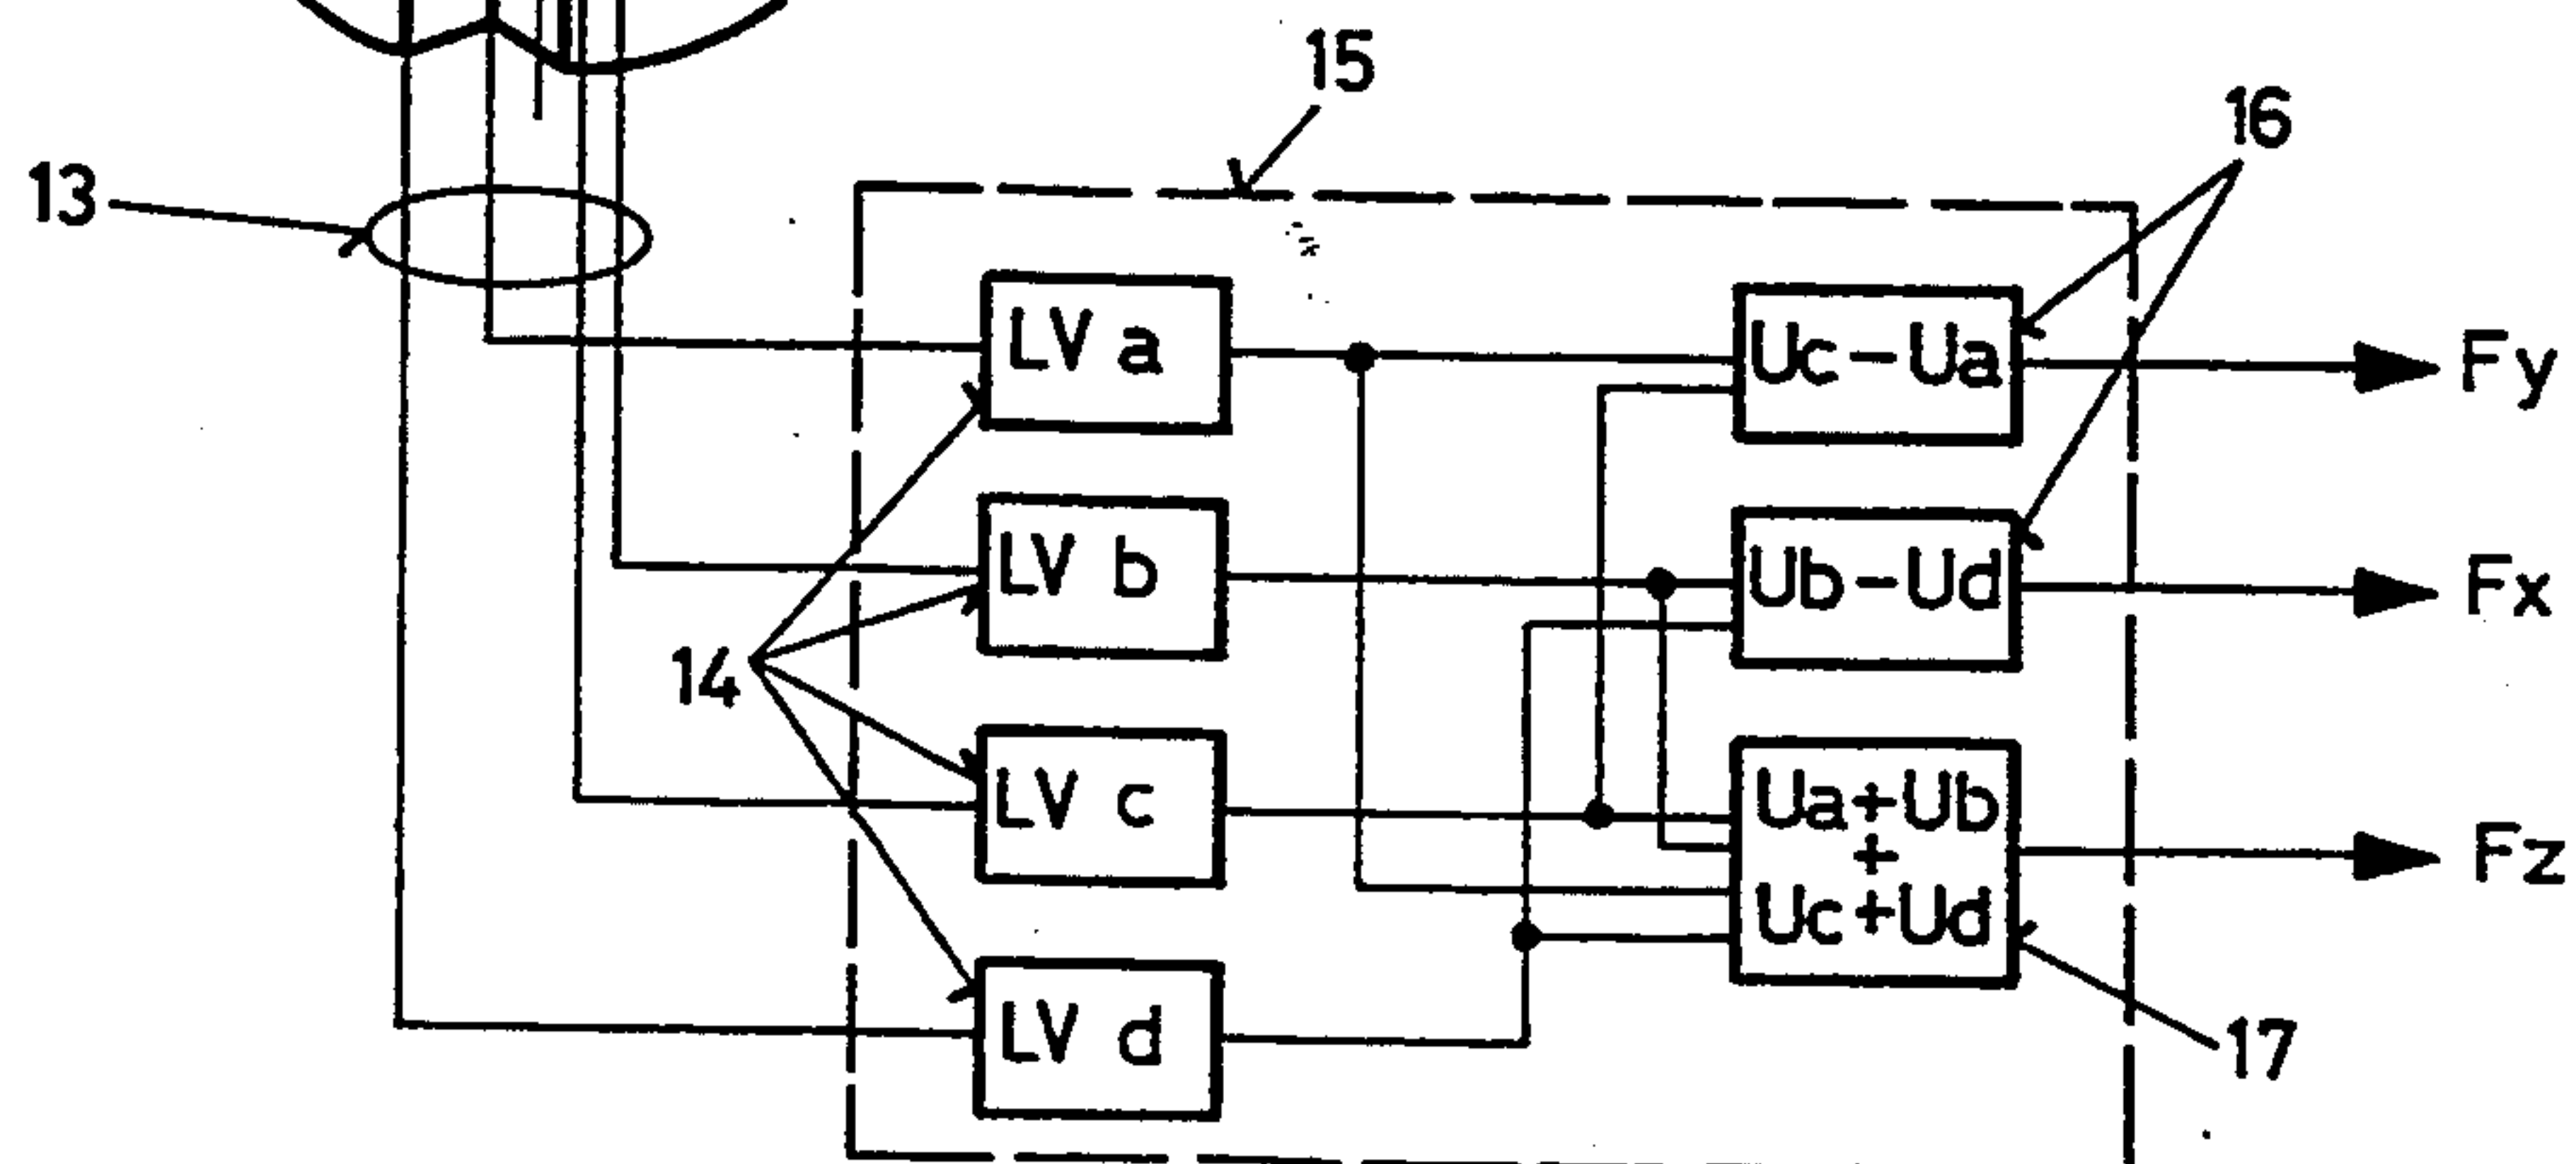 15
16
13
LV a
Uc-Ua
Fy
LV b
Ub-Ud
Fx
14
LV c
Ua+Ub
+
Uc+Ud
Fz
LV d
17